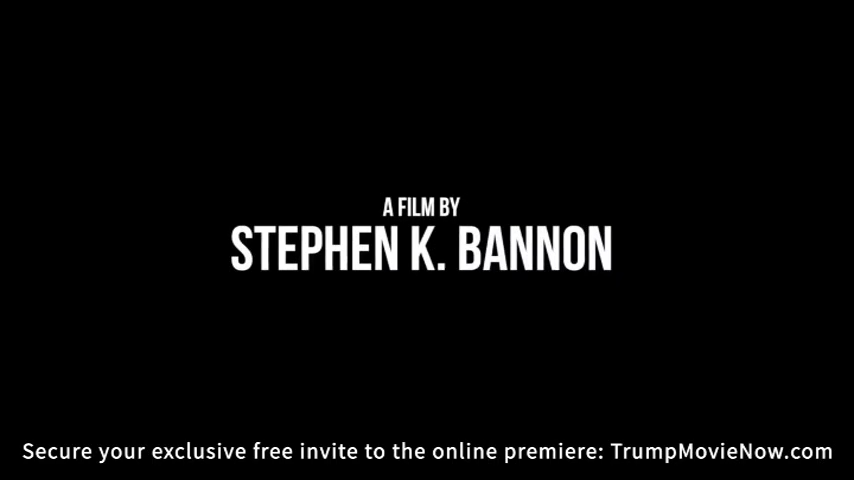 A FILM BY
STEPHEN K. BANNON
Secure your exclusive free invite to the online premiere: TrumpMovieNow.com